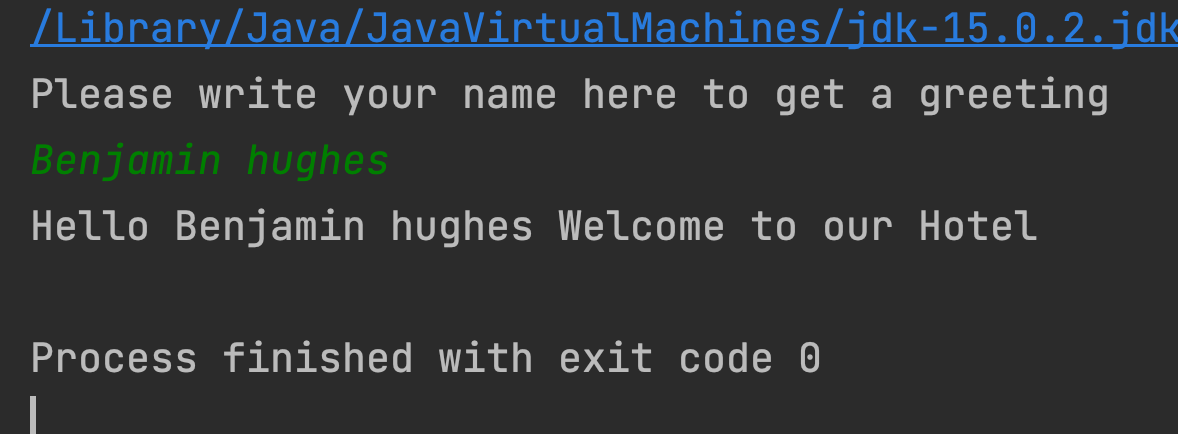 /Library/Java/JavaVirtualMachines/jdk-15.0.2.jdk
Please write your name here to get a greeting
Benjamin hughes
Hello Benjamin hughes Welcome to our Hotel
Process finished with exit code 0